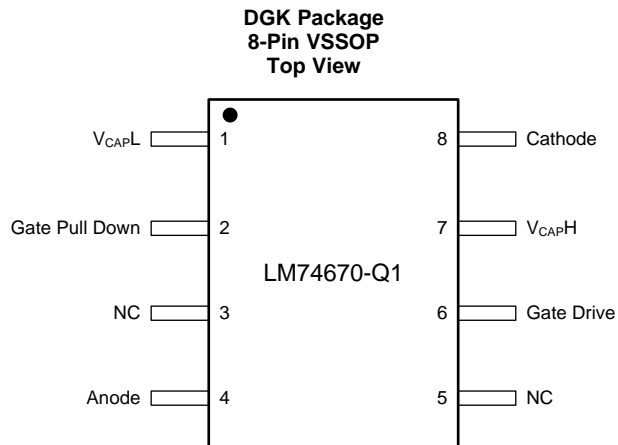 DGK Package
8-Pin VSSOP
Top View
VCAPL 1 8 Cathode
Gate Pull Down 2 7 VCAPH
LM74670-Q1
NC 3 6 Gate Drive
Anode 4 5 NC